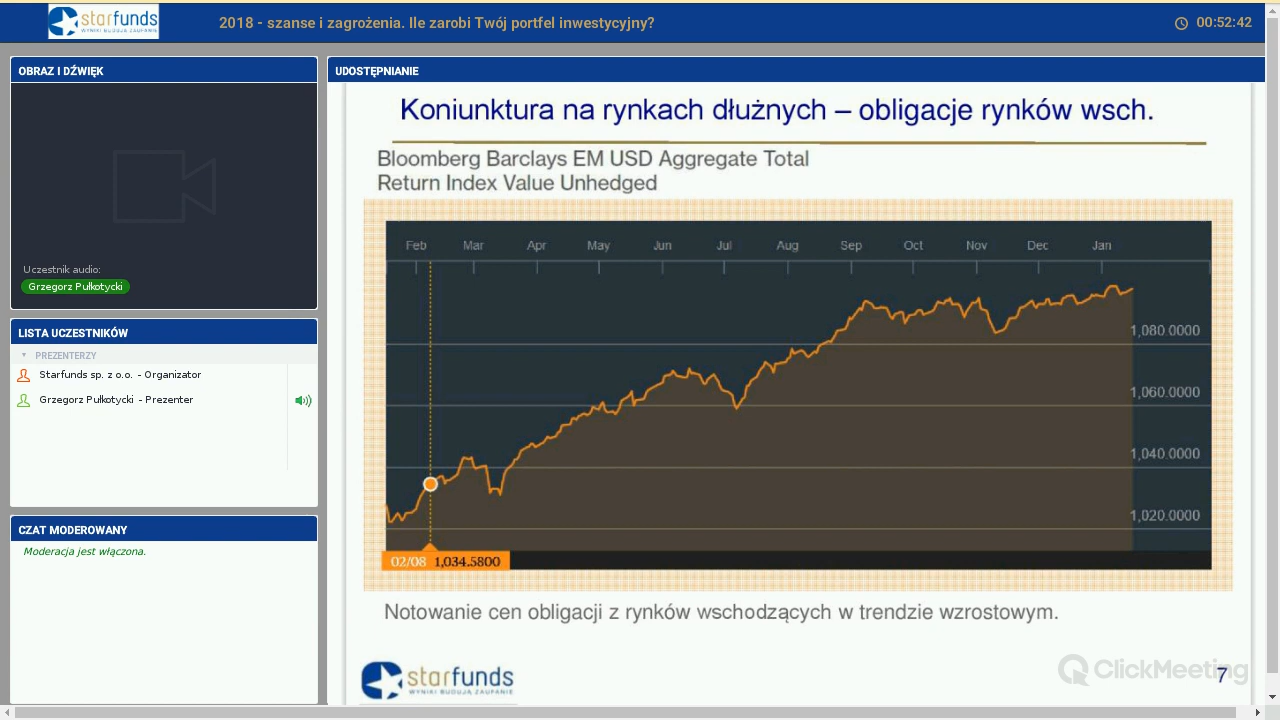 starfunds
WYNIKI BUDUJĄ ZAUFANIE
2018 - szanse i zagrożenia. Ile zarobi Twój portfel inwestycyjny?
00:52:42
OBRAZ I DŹWIĘK
Uczestnik audio:
Grzegorz Pułkotycki
LISTA UCZESTNIKÓW
PREZENTERZY
Starfunds sp. z o.o. - Organizator
Grzegorz Pułkotycki - Prezenter
CZAT MODEROWANY
Moderacja jest włączona.
UDOSTĘPNIANIE
Koniunktura na rynkach dłużnych – obligacje rynków wsch.
Bloomberg Barclays EM USD Aggregate Total
Return Index Value Unhedged
Feb Mar Apr May Jun Jul Aug Sep Oct Nov Dec Jan
1,080.0000
1,060.0000
1,040.0000
1,020.0000
02/08 1,034.5800
Notowanie cen obligacji z rynków wschodzących w trendzie wzrostowym.
starfunds
WYNIKI BUDUJĄ ZAUFANIE
ClickMeeting
7